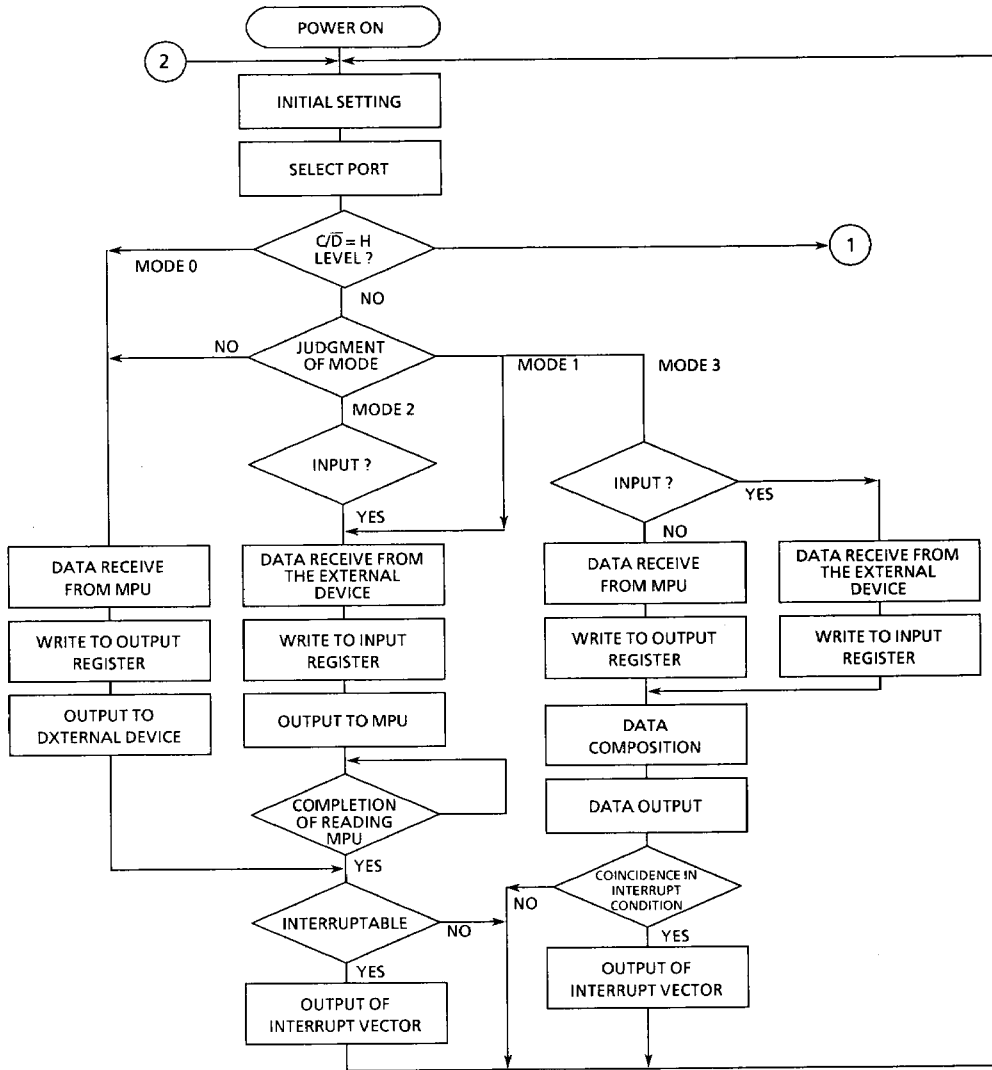 POWER ON
2
INITIAL SETTING
SELECT PORT
C/D̅ = H
LEVEL ?
1
MODE 0
NO
NO
JUDGMENT
OF MODE
MODE 1
MODE 3
MODE 2
INPUT ?
YES
INPUT ?
YES
NO
DATA RECEIVE
FROM MPU
DATA RECEIVE FROM
THE EXTERNAL
DEVICE
DATA RECEIVE
FROM MPU
DATA RECEIVE FROM
THE EXTERNAL
DEVICE
WRITE TO OUTPUT
REGISTER
WRITE TO INPUT
REGISTER
WRITE TO OUTPUT
REGISTER
WRITE TO INPUT
REGISTER
OUTPUT TO
DXTERNAL DEVICE
OUTPUT TO MPU
DATA
COMPOSITION
COMPLETION
OF READING
MPU
DATA OUTPUT
YES
COINCIDENCE IN
INTERRUPT
CONDITION
NO
INTERRUPTABLE
NO
YES
YES
OUTPUT OF
INTERRUPT VECTOR
OUTPUT OF
INTERRUPT VECTOR